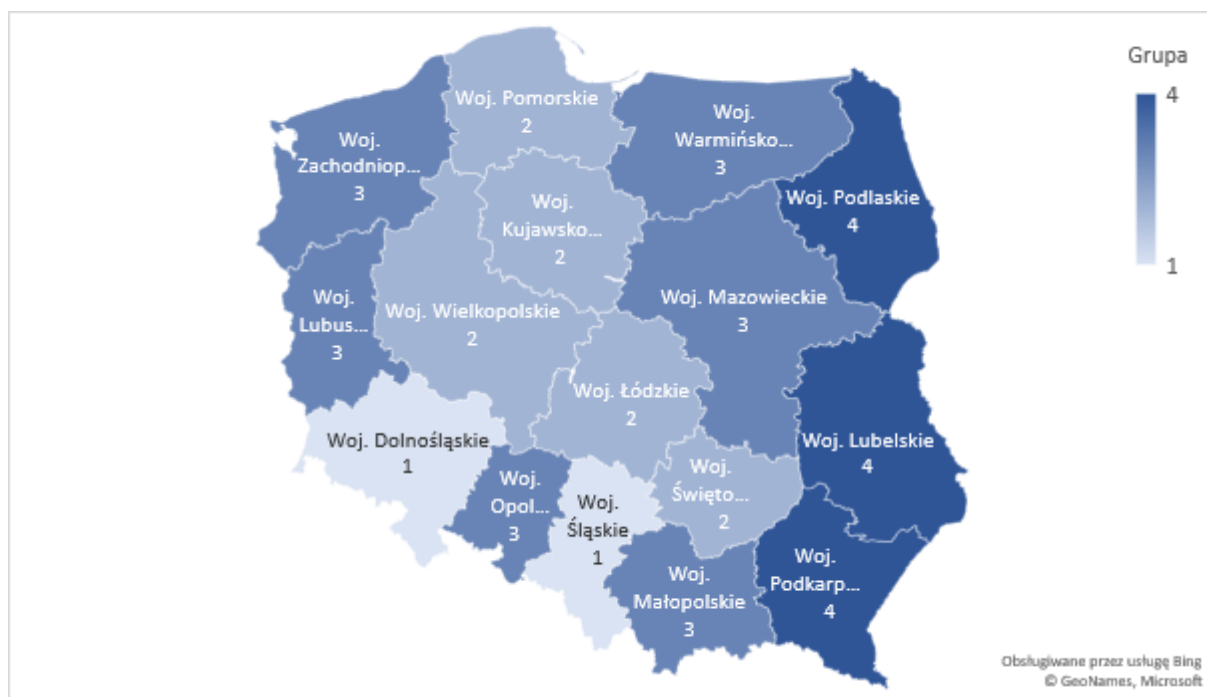 Grupa
4
1
Woj. Pomorskie
2
Woj.
Warmińsko...
3
Woj.
Zachodniop...
3
Woj. Podlaskie
4
Woj.
Kujawsko...
2
Woj. Mazowieckie
3
Woj.
Lubus...
3
Woj. Wielkopolskie
2
Woj. Łódzkie
2
Woj. Dolnośląskie
1
Woj. Lubelskie
4
Woj.
Opol...
3
Woj.
Śląskie
1
Woj.
Święto...
2
Woj.
Małopolskie
3
Woj.
Podkarp...
4
Obsługiwane przez usługę Bing
© GeoNames, Microsoft